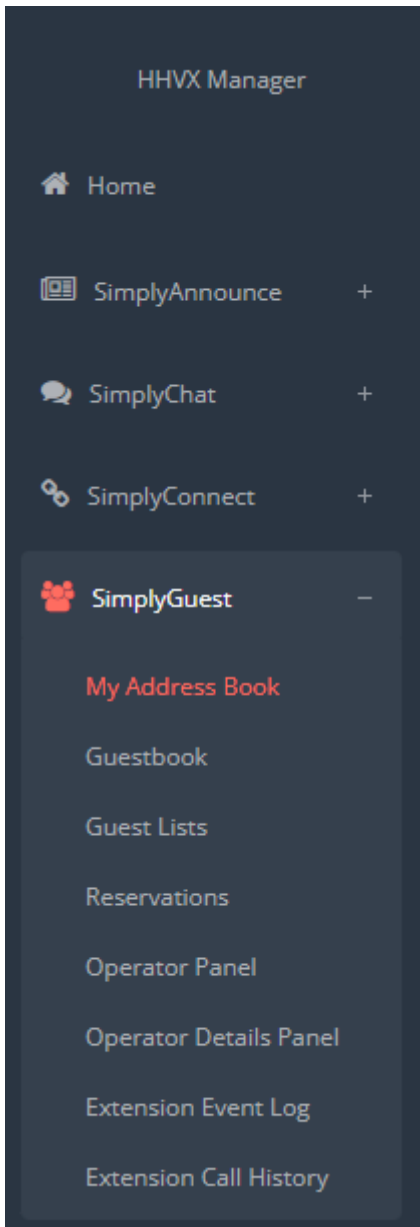 HHVX Manager
Home
SimplyAnnounce +
SimplyChat +
SimplyConnect +
SimplyGuest −
My Address Book
Guestbook
Guest Lists
Reservations
Operator Panel
Operator Details Panel
Extension Event Log
Extension Call History